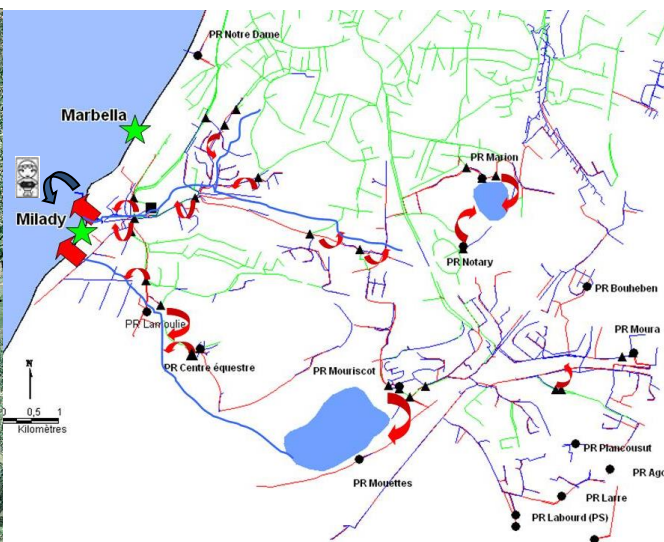 PR Notre Dame
Marbella
PR Marion
Milady
PR Notary
PR Bouheben
PR Lamoulie
PR Moura
PR Centre équestre
PR Mouriscot
N
0 0,5 1
Kilomètres
PR Plancousut
PR Ago
PR Mouettes
PR Larre
PR Labourd (PS)